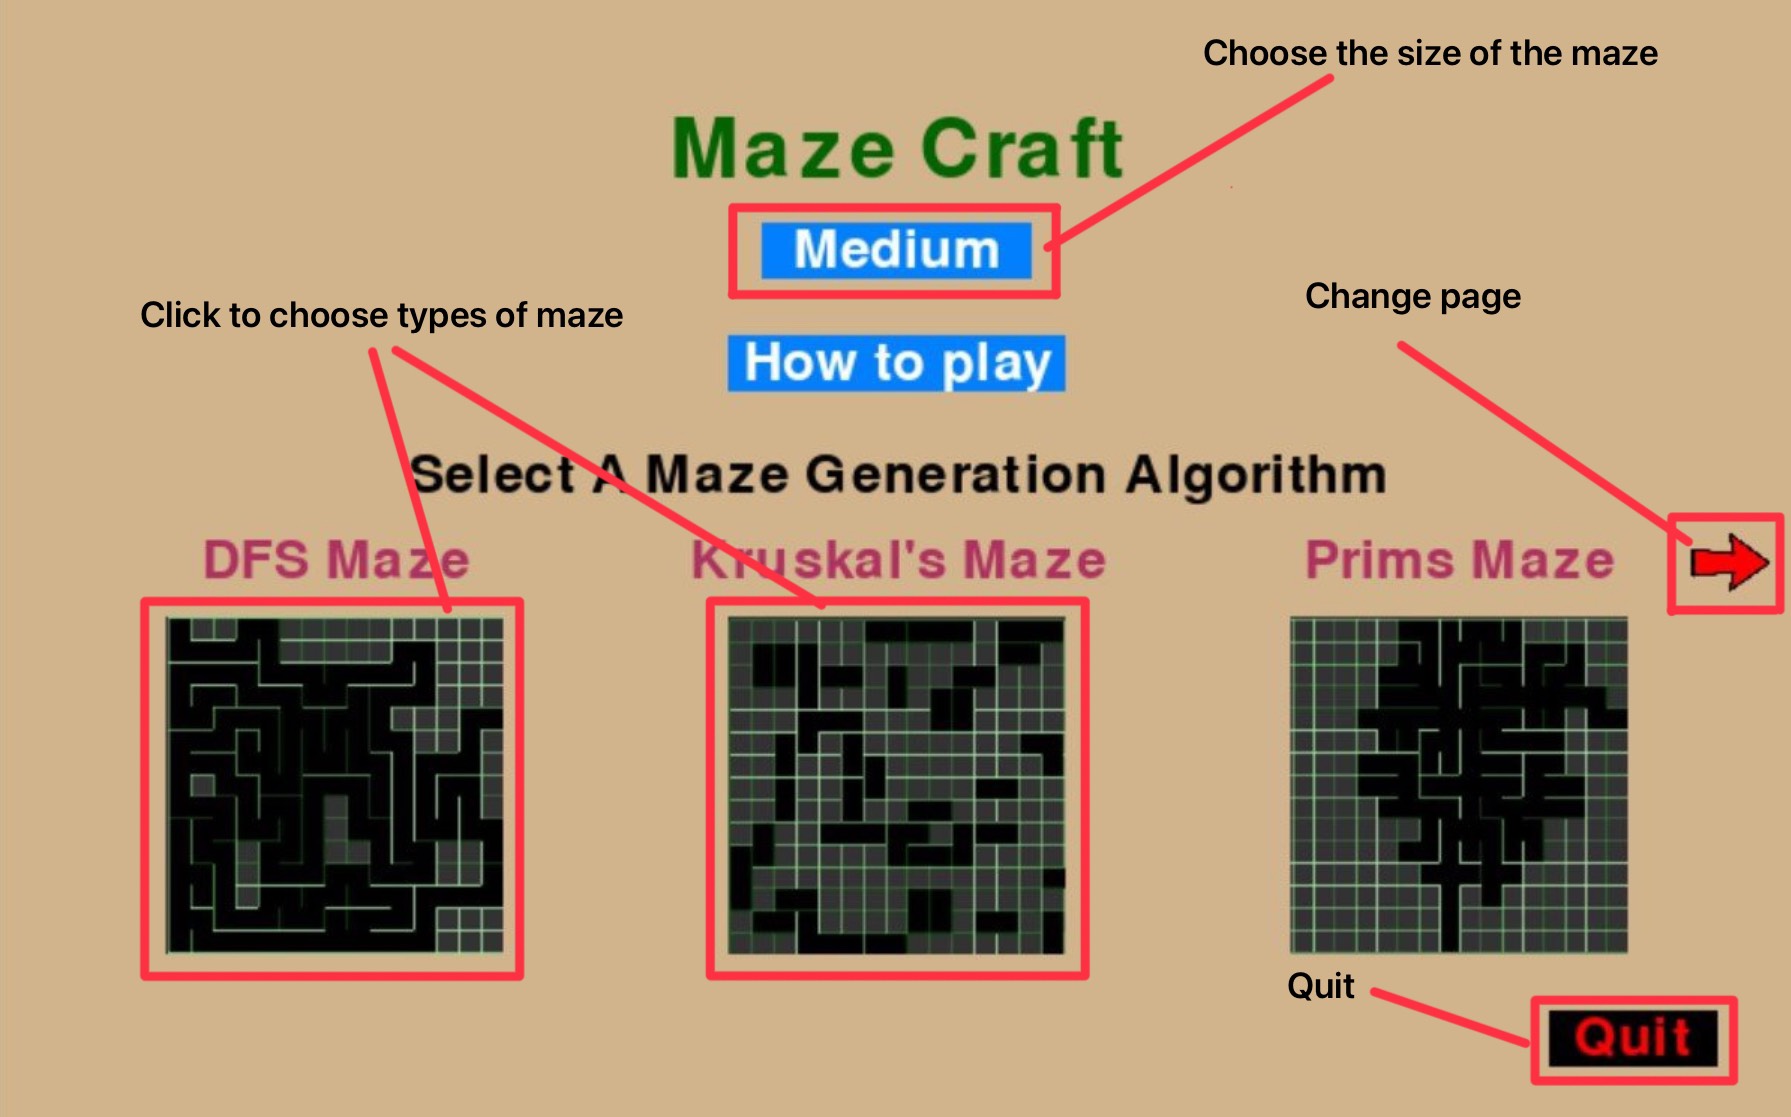 Choose the size of the maze
Maze Craft
Medium
Change page
Click to choose types of maze
How to play
Select A Maze Generation Algorithm
DFS Maze
Kruskal's Maze
Prims Maze
Quit
Quit